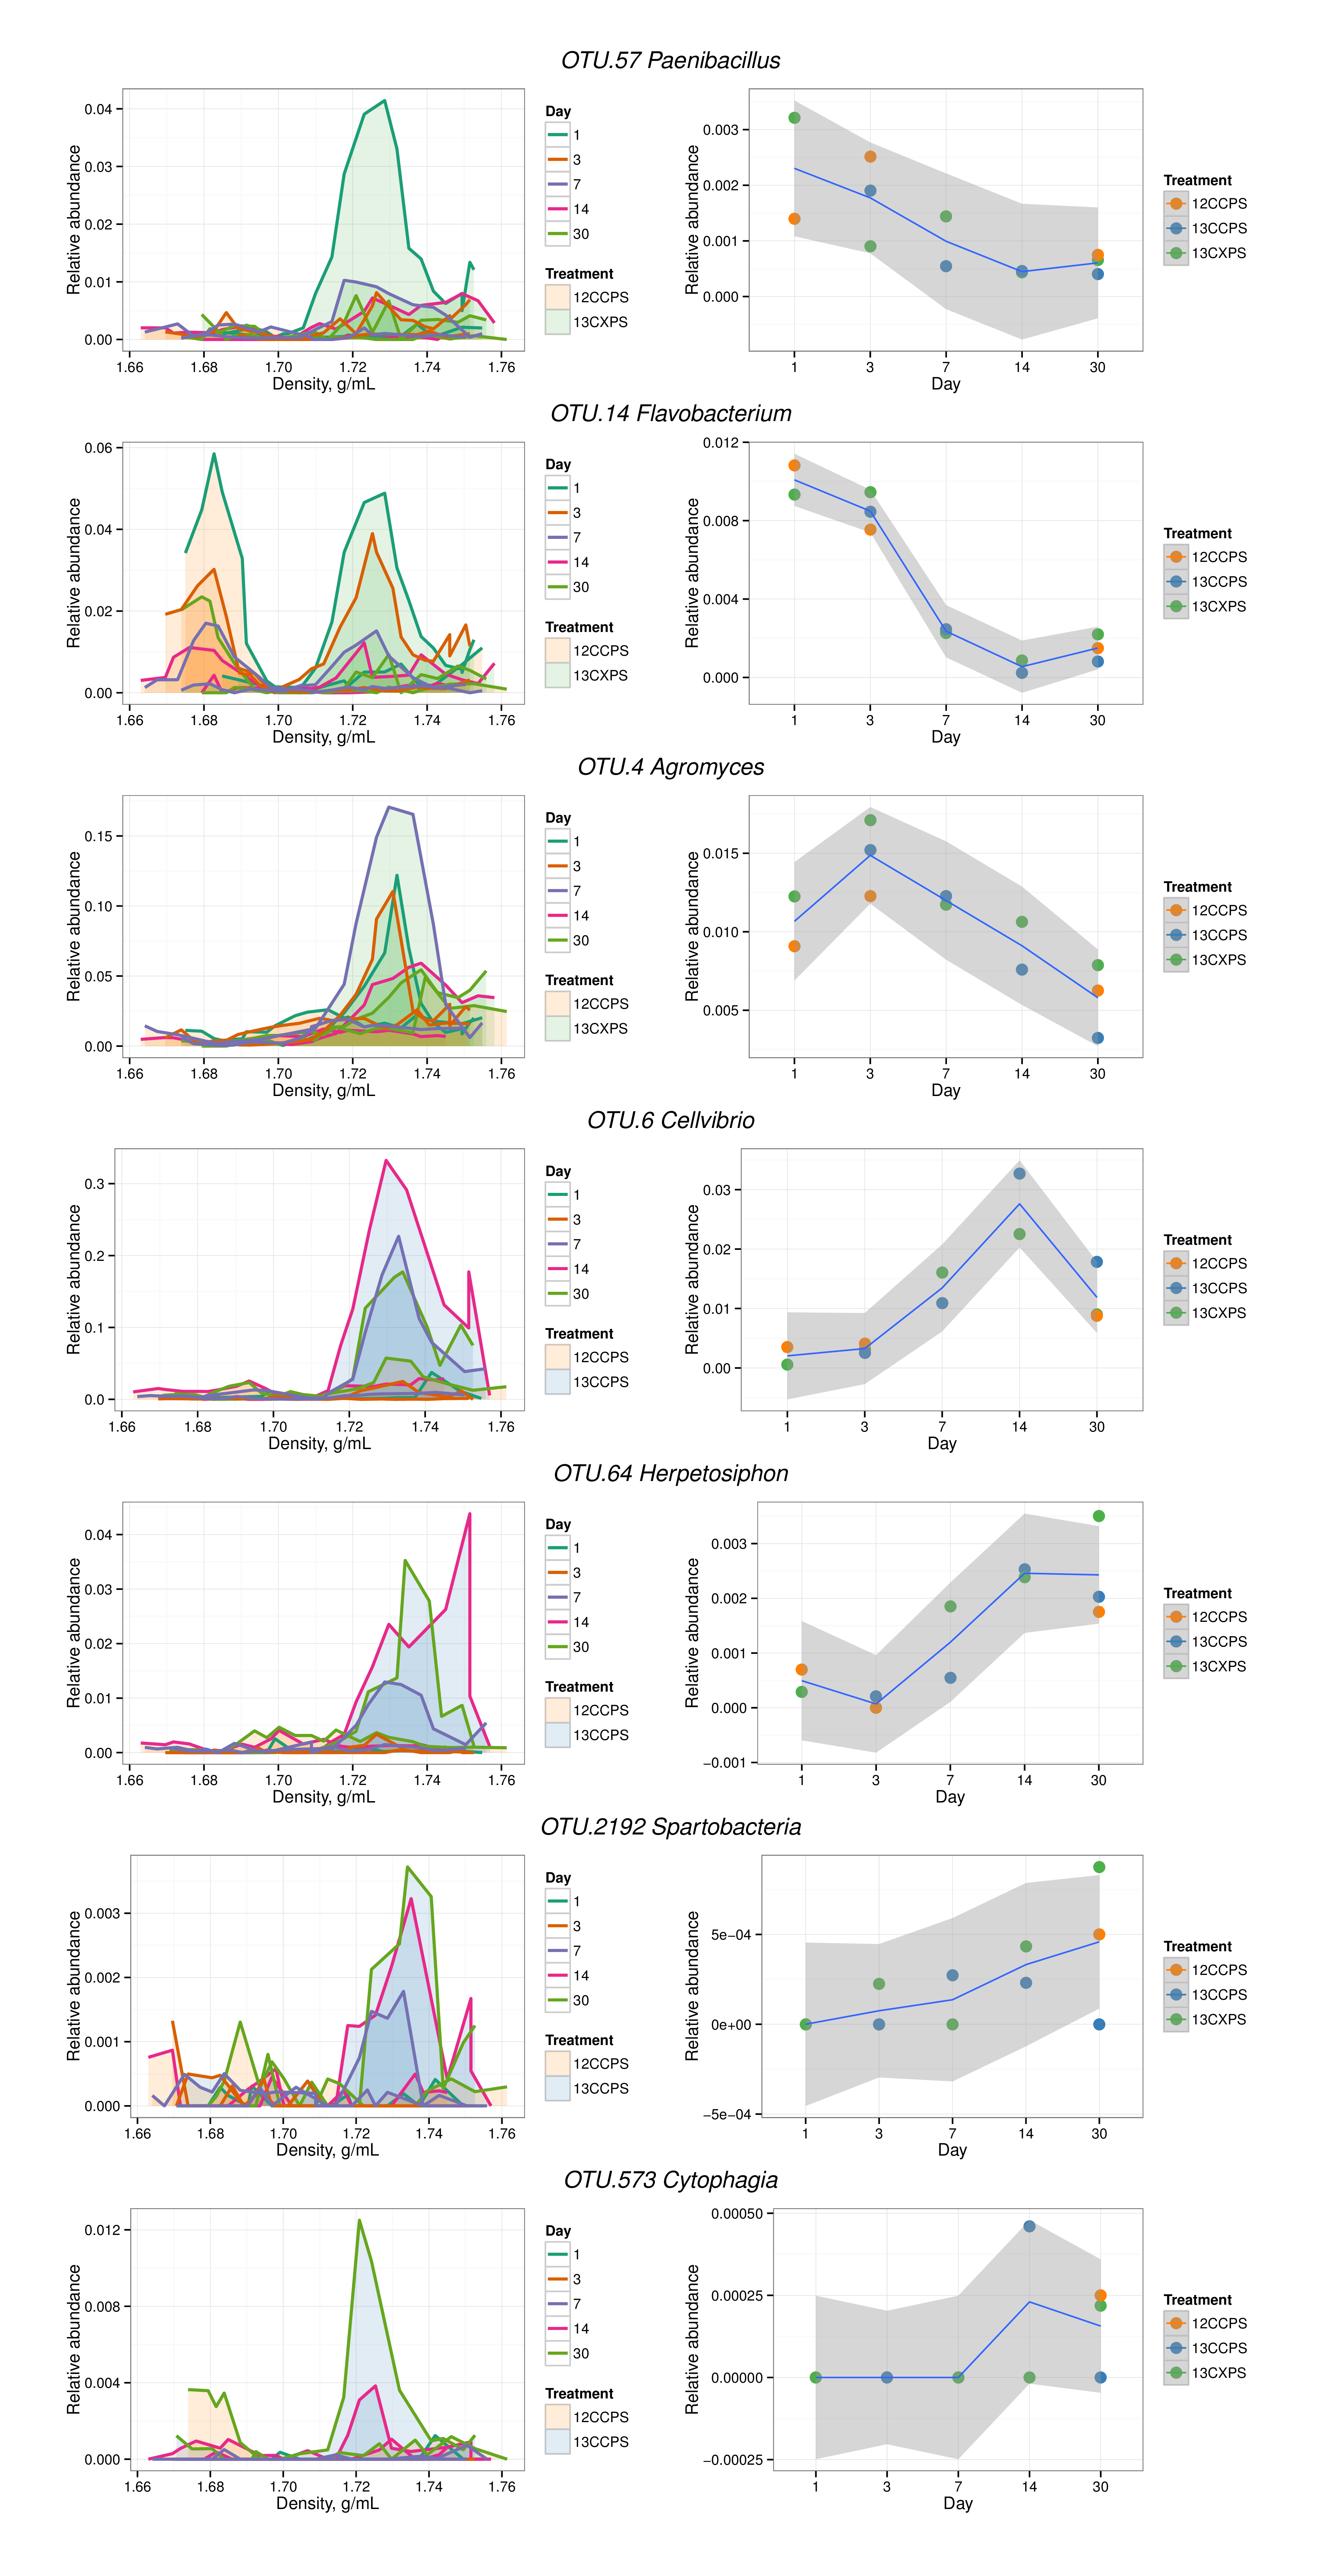 OTU.57 Paenibacillus
Relative abundance
0.04
0.03
0.02
0.01
0.00
1.66 1.68 1.70 1.72 1.74 1.76
Density, g/mL
Day
1
3
7
14
30
Treatment
12CCPS
13CXPS
Relative abundance
0.003
0.002
0.001
0.000
1 3 7 14 30
Day
Treatment
12CCPS
13CCPS
13CXPS
OTU.14 Flavobacterium
Relative abundance
0.06
0.04
0.02
0.00
1.66 1.68 1.70 1.72 1.74 1.76
Density, g/mL
Day
1
3
7
14
30
Treatment
12CCPS
13CXPS
Relative abundance
0.012
0.008
0.004
0.000
1 3 7 14 30
Day
Treatment
12CCPS
13CCPS
13CXPS
OTU.4 Agromyces
Relative abundance
0.15
0.10
0.05
0.00
1.66 1.68 1.70 1.72 1.74 1.76
Density, g/mL
Day
1
3
7
14
30
Treatment
12CCPS
13CXPS
Relative abundance
0.015
0.010
0.005
1 3 7 14 30
Day
Treatment
12CCPS
13CCPS
13CXPS
OTU.6 Cellvibrio
Relative abundance
0.3
0.2
0.1
0.0
1.66 1.68 1.70 1.72 1.74 1.76
Density, g/mL
Day
1
3
7
14
30
Treatment
12CCPS
13CCPS
Relative abundance
0.03
0.02
0.01
0.00
1 3 7 14 30
Day
Treatment
12CCPS
13CCPS
13CXPS
OTU.64 Herpetosiphon
Relative abundance
0.04
0.03
0.02
0.01
0.00
1.66 1.68 1.70 1.72 1.74 1.76
Density, g/mL
Day
1
3
7
14
30
Treatment
12CCPS
13CCPS
Relative abundance
0.003
0.002
0.001
0.000
−0.001
1 3 7 14 30
Day
Treatment
12CCPS
13CCPS
13CXPS
OTU.2192 Spartobacteria
Relative abundance
0.003
0.002
0.001
0.000
1.66 1.68 1.70 1.72 1.74 1.76
Density, g/mL
Day
1
3
7
14
30
Treatment
12CCPS
13CCPS
Relative abundance
5e−04
0e+00
−5e−04
1 3 7 14 30
Day
Treatment
12CCPS
13CCPS
13CXPS
OTU.573 Cytophagia
Relative abundance
0.012
0.008
0.004
0.000
1.66 1.68 1.70 1.72 1.74 1.76
Density, g/mL
Day
1
3
7
14
30
Treatment
12CCPS
13CCPS
Relative abundance
0.00050
0.00025
0.00000
−0.00025
1 3 7 14 30
Day
Treatment
12CCPS
13CCPS
13CXPS